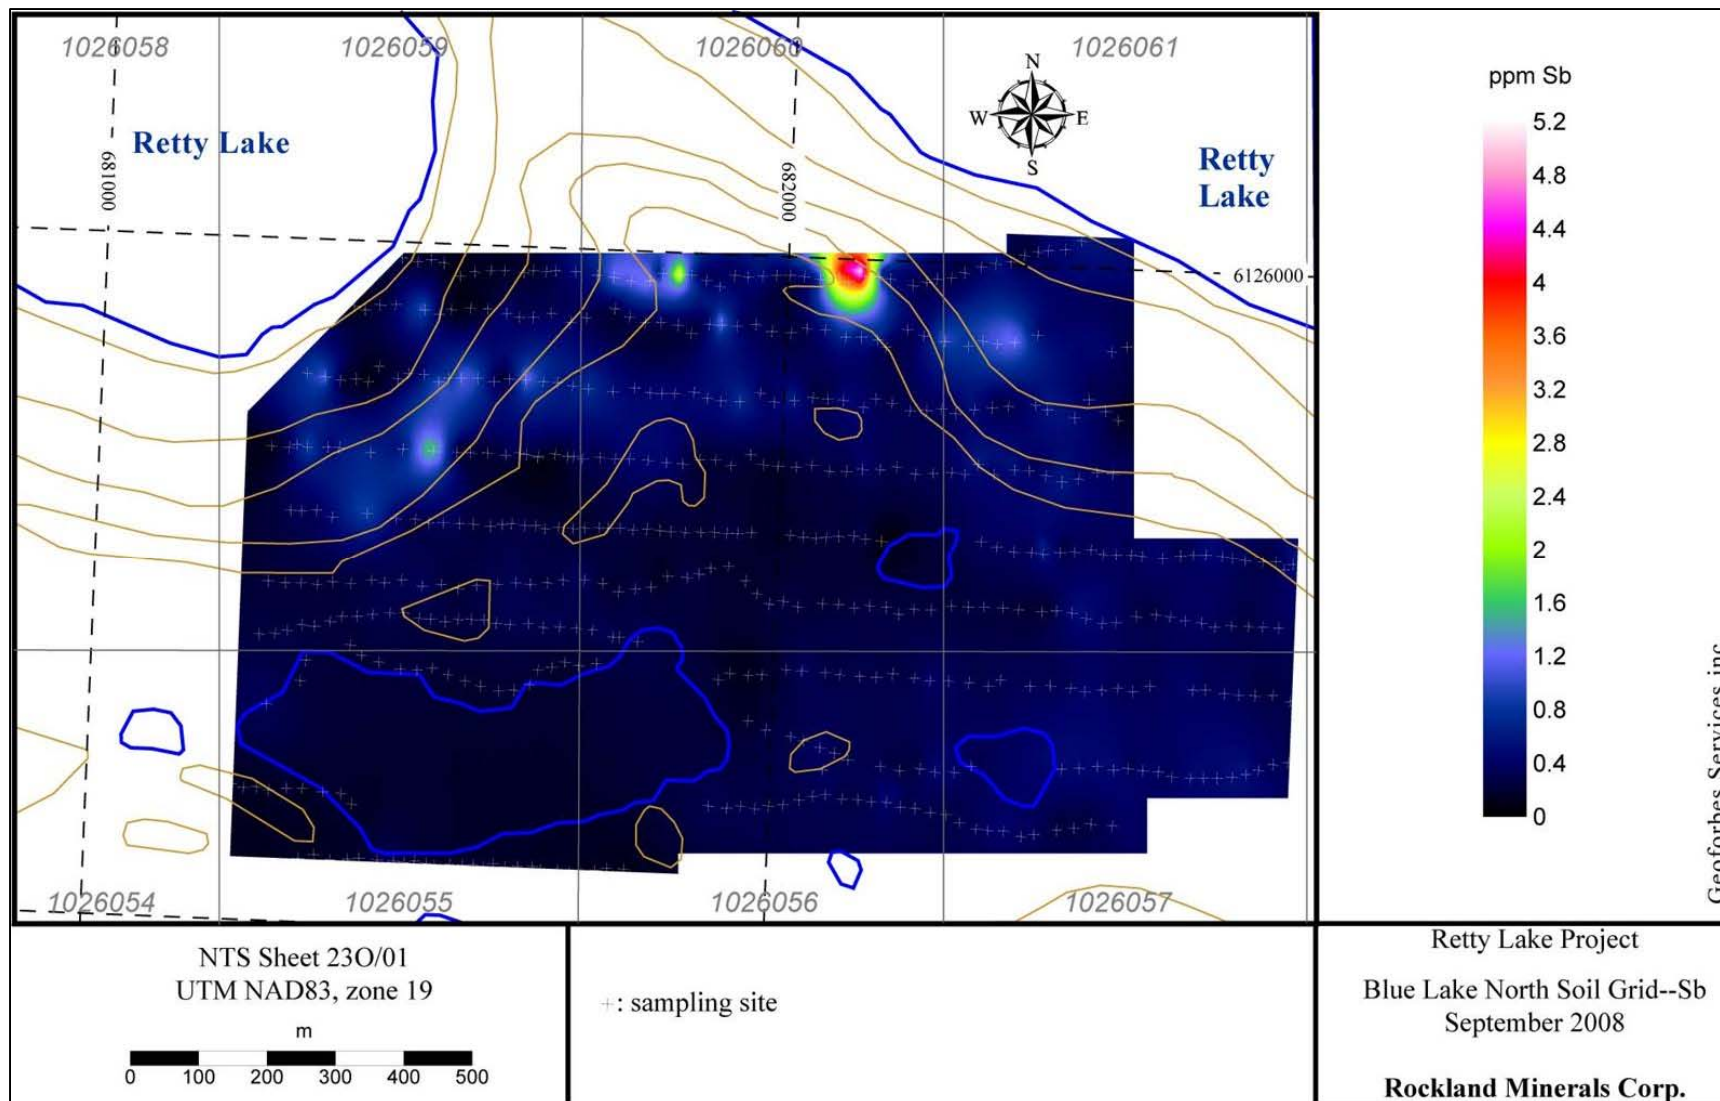 1026058
1026059
1026060
1026061
N
W
E
S
Retty Lake
Retty
Lake
681000
682000
6126000
1026054
1026055
1026056
1026057
ppm Sb
5.2
4.8
4.4
4
3.6
3.2
2.8
2.4
2
1.6
1.2
0.8
0.4
0
Geoforbes Services inc
NTS Sheet 23O/01
UTM NAD83, zone 19
m
0 100 200 300 400 500
+: sampling site
Retty Lake Project
Blue Lake North Soil Grid--Sb
September 2008
Rockland Minerals Corp.